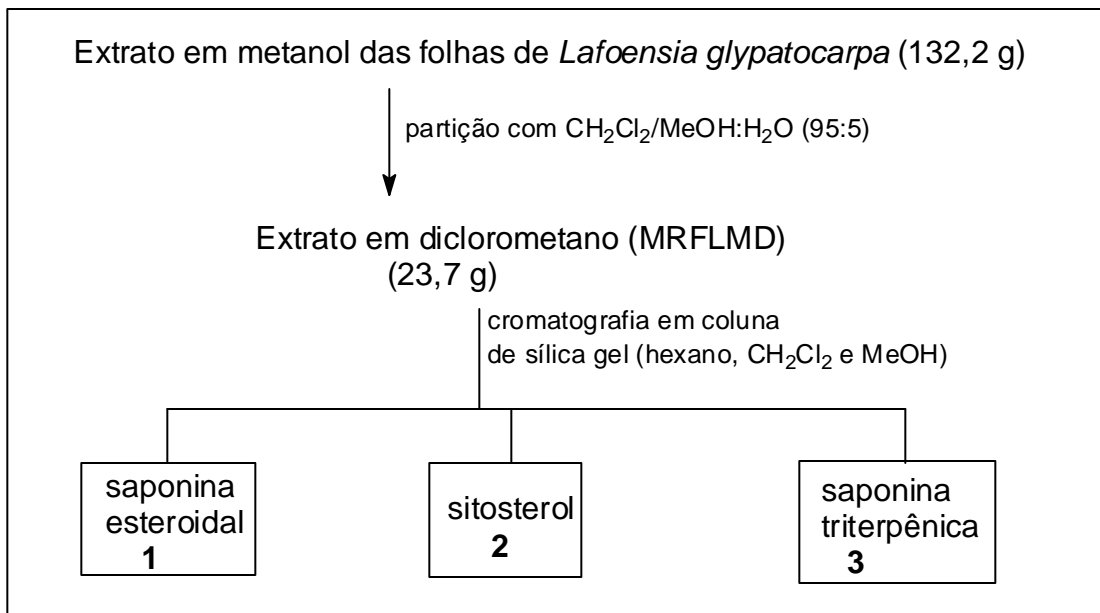 Extrato em metanol das folhas de Lafoensia glypatocarpa (132,2 g)
partição com CH₂Cl₂/MeOH:H₂O (95:5)
Extrato em diclorometano (MRFLMD)
(23,7 g)
cromatografia em coluna
de sílica gel (hexano, CH₂Cl₂ e MeOH)
saponina
esteroidal
1
sitosterol
2
saponina
triterpênica
3